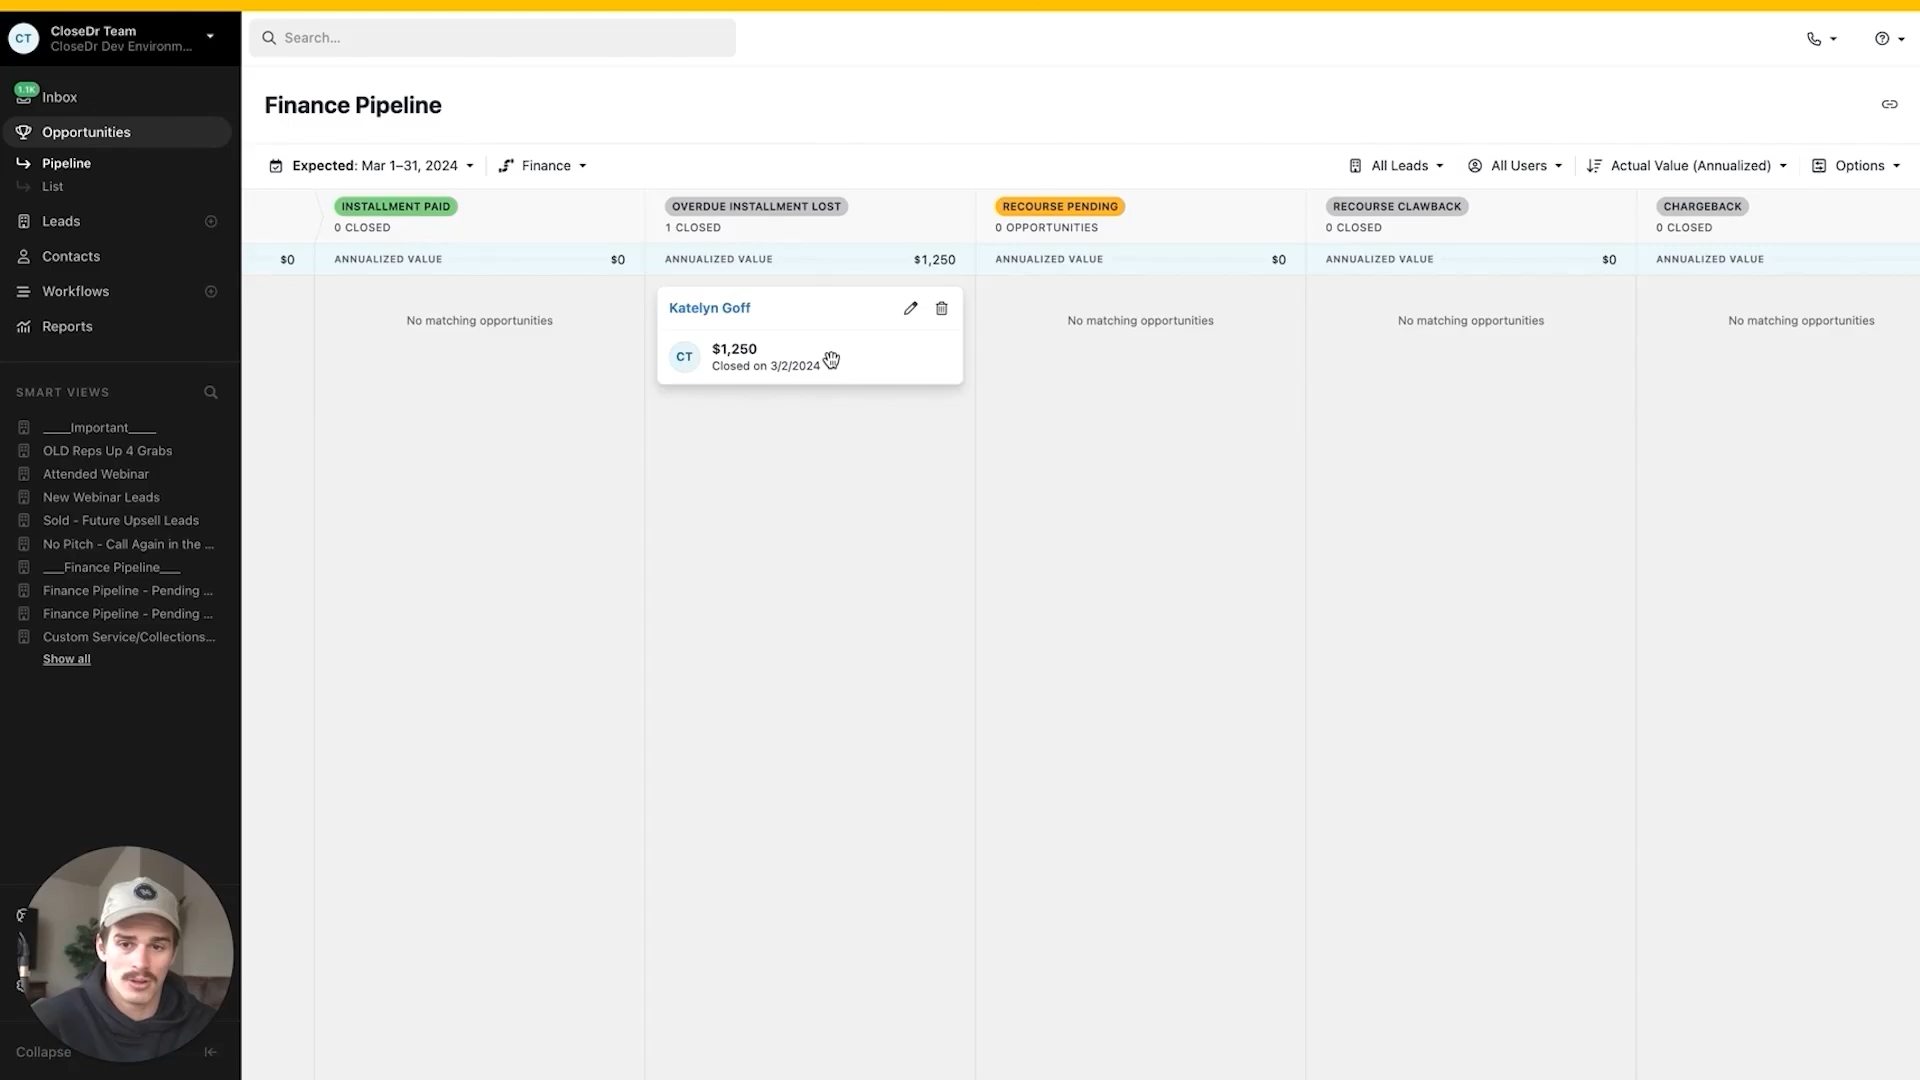 CT
CloseDr Team
CloseDr Dev Environm...
Search...
1.1K
Inbox
Opportunities
Pipeline
List
Leads
Contacts
Workflows
Reports
SMART VIEWS
____Important____
OLD Reps Up 4 Grabs
Attended Webinar
New Webinar Leads
Sold - Future Upsell Leads
No Pitch - Call Again in the ...
___Finance Pipeline___
Finance Pipeline - Pending ...
Finance Pipeline - Pending ...
Custom Service/Collections...
Show all
Collapse
Finance Pipeline
Expected: Mar 1–31, 2024
Finance
All Leads
All Users
Actual Value (Annualized)
Options
$0
INSTALLMENT PAID
0 CLOSED
ANNUALIZED VALUE $0
No matching opportunities
OVERDUE INSTALLMENT LOST
1 CLOSED
ANNUALIZED VALUE $1,250
Katelyn Goff
CT
$1,250
Closed on 3/2/2024
RECOURSE PENDING
0 OPPORTUNITIES
ANNUALIZED VALUE $0
No matching opportunities
RECOURSE CLAWBACK
0 CLOSED
ANNUALIZED VALUE $0
No matching opportunities
CHARGEBACK
0 CLOSED
ANNUALIZED VALUE
No matching opportunities